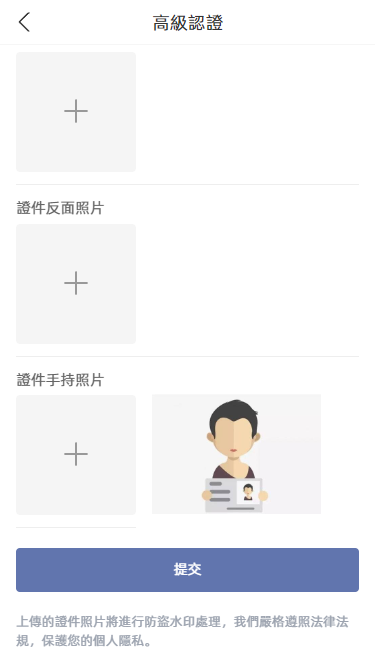 高級認證
證件反面照片
證件手持照片
提交
上傳的證件照片將進行防盜水印處理，我們嚴格遵照法律法
規，保護您的個人隱私。